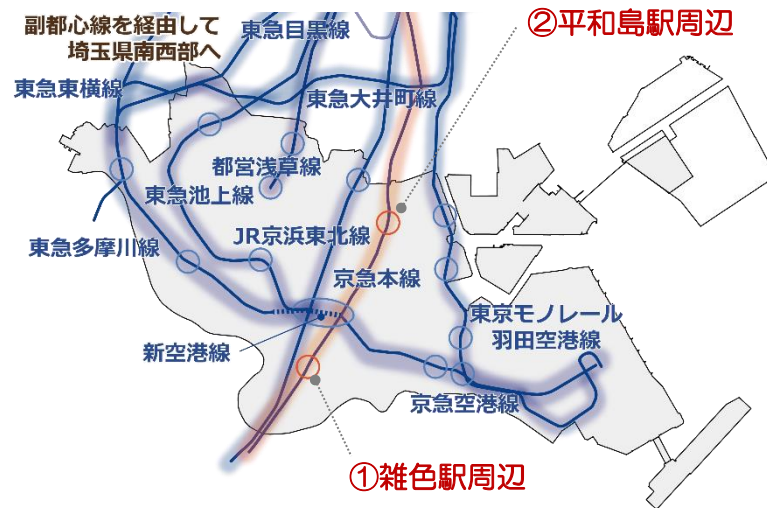 副都心線を経由して
埼玉県南西部へ
東急目黒線
②平和島駅周辺
東急東横線
東急大井町線
都営浅草線
東急池上線
JR京浜東北線
東急多摩川線
京急本線
東京モノレール
羽田空港線
新空港線
京急空港線
①雑色駅周辺